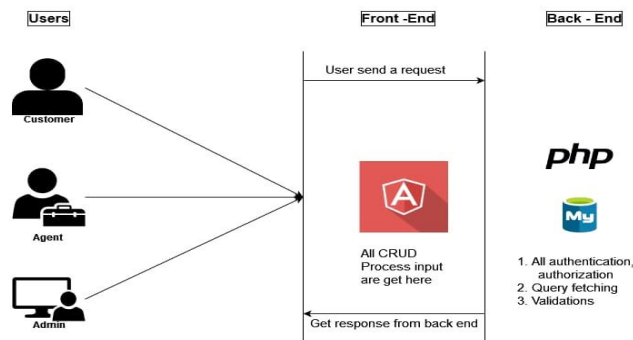 Users
Front -End
Back - End
User send a request
Customer
php
A
My
Agent
All CRUD
Process input
are get here
1. All authentication,
authorization
2. Query fetching
3. Validations
Admin
Get response from back end